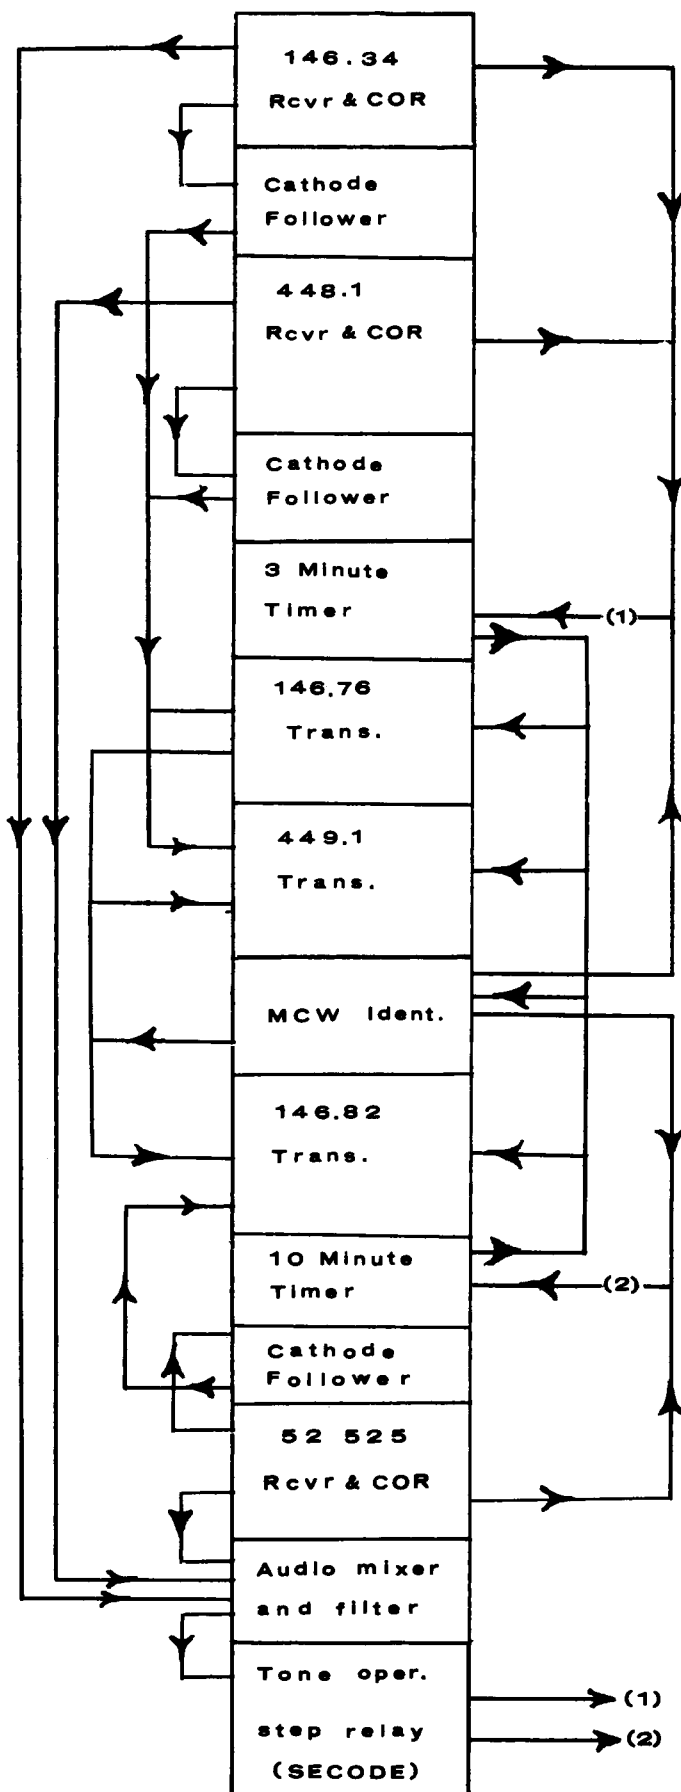 146.34
Rcvr & COR
Cathode
Follower
448.1
Rcvr & COR
Cathode
Follower
3 Minute
Timer
(1)
146.76
Trans.
449.1
Trans.
MCW Ident.
146.82
Trans.
10 Minute
Timer
(2)
Cathode
Follower
52 525
Rcvr & COR
Audio mixer
and filter
Tone oper.
(1)
step relay
(2)
(SECODE)